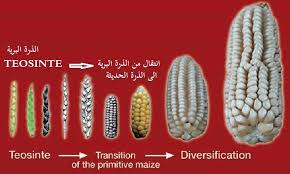 الذرة البرية
TEOSINTE
انتقال من الذرة البرية
الى الذرة الحديثة
Teosinte
Transition
of the primitive maize
Diversification